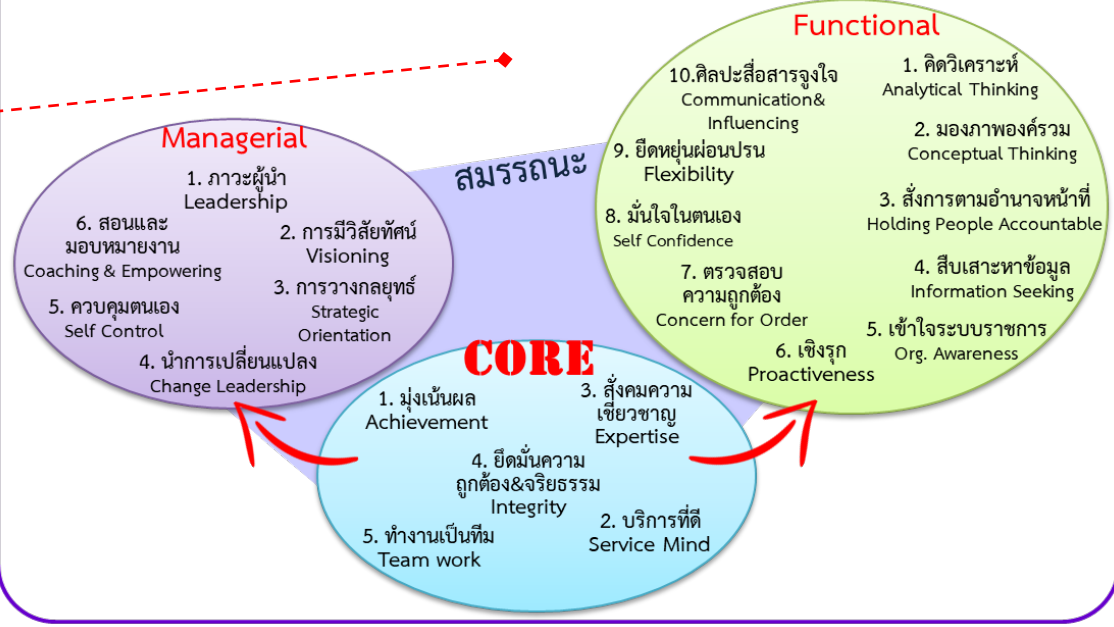 สมรรถนะ
Managerial
1. ภาวะผู้นำ
Leadership
2. การมีวิสัยทัศน์
Visioning
3. การวางกลยุทธ์
Strategic
Orientation
4. นำการเปลี่ยนแปลง
Change Leadership
5. ควบคุมตนเอง
Self Control
6. สอนและ
มอบหมายงาน
Coaching & Empowering
CORE
1. มุ่งเน้นผล
Achievement
2. บริการที่ดี
Service Mind
3. สั่งคมความ
เชี่ยวชาญ
Expertise
4. ยึดมั่นความ
ถูกต้อง&จริยธรรม
Integrity
5. ทำงานเป็นทีม
Team work
Functional
1. คิดวิเคราะห์
Analytical Thinking
2. มองภาพองค์รวม
Conceptual Thinking
3. สั่งการตามอำนาจหน้าที่
Holding People Accountable
4. สืบเสาะหาข้อมูล
Information Seeking
5. เข้าใจระบบราชการ
Org. Awareness
6. เชิงรุก
Proactiveness
7. ตรวจสอบ
ความถูกต้อง
Concern for Order
8. มั่นใจในตนเอง
Self Confidence
9. ยืดหยุ่นผ่อนปรน
Flexibility
10.ศิลปะสื่อสารจูงใจ
Communication&
Influencing